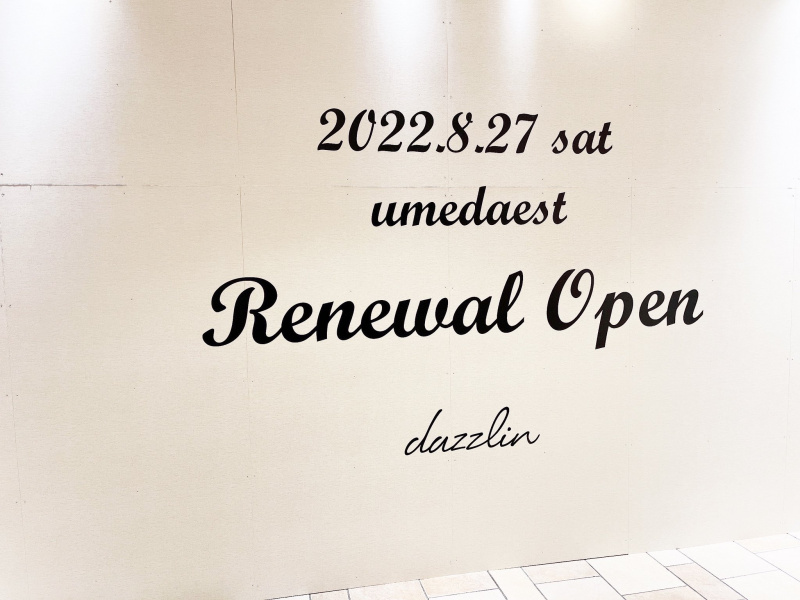 2022.8.27 sat
umedaest
Renewal Open
dazzlin